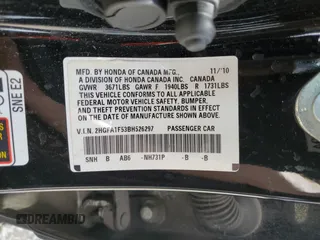 SNE E2
MFD. BY HONDA OF CANADA MFG. 11/10
A DIVISION OF HONDA CANADA INC. CANADA
GVWR 3671LBS GAWR F 1940LBS R 1731LBS
THIS VEHICLE CONFORMS TO ALL APPLICABLE
FEDERAL MOTOR VEHICLE SAFETY, BUMPER,
AND THEFT PREVENTION STANDARDS IN
EFFECT ON THE DATE OF MANUFACTURE
SHOWN ABOVE.
V.I.N. 2HGFA1F53BH526297 PASSENGER CAR
SNH B AB6 -NH731P -B -B
DREAMBID